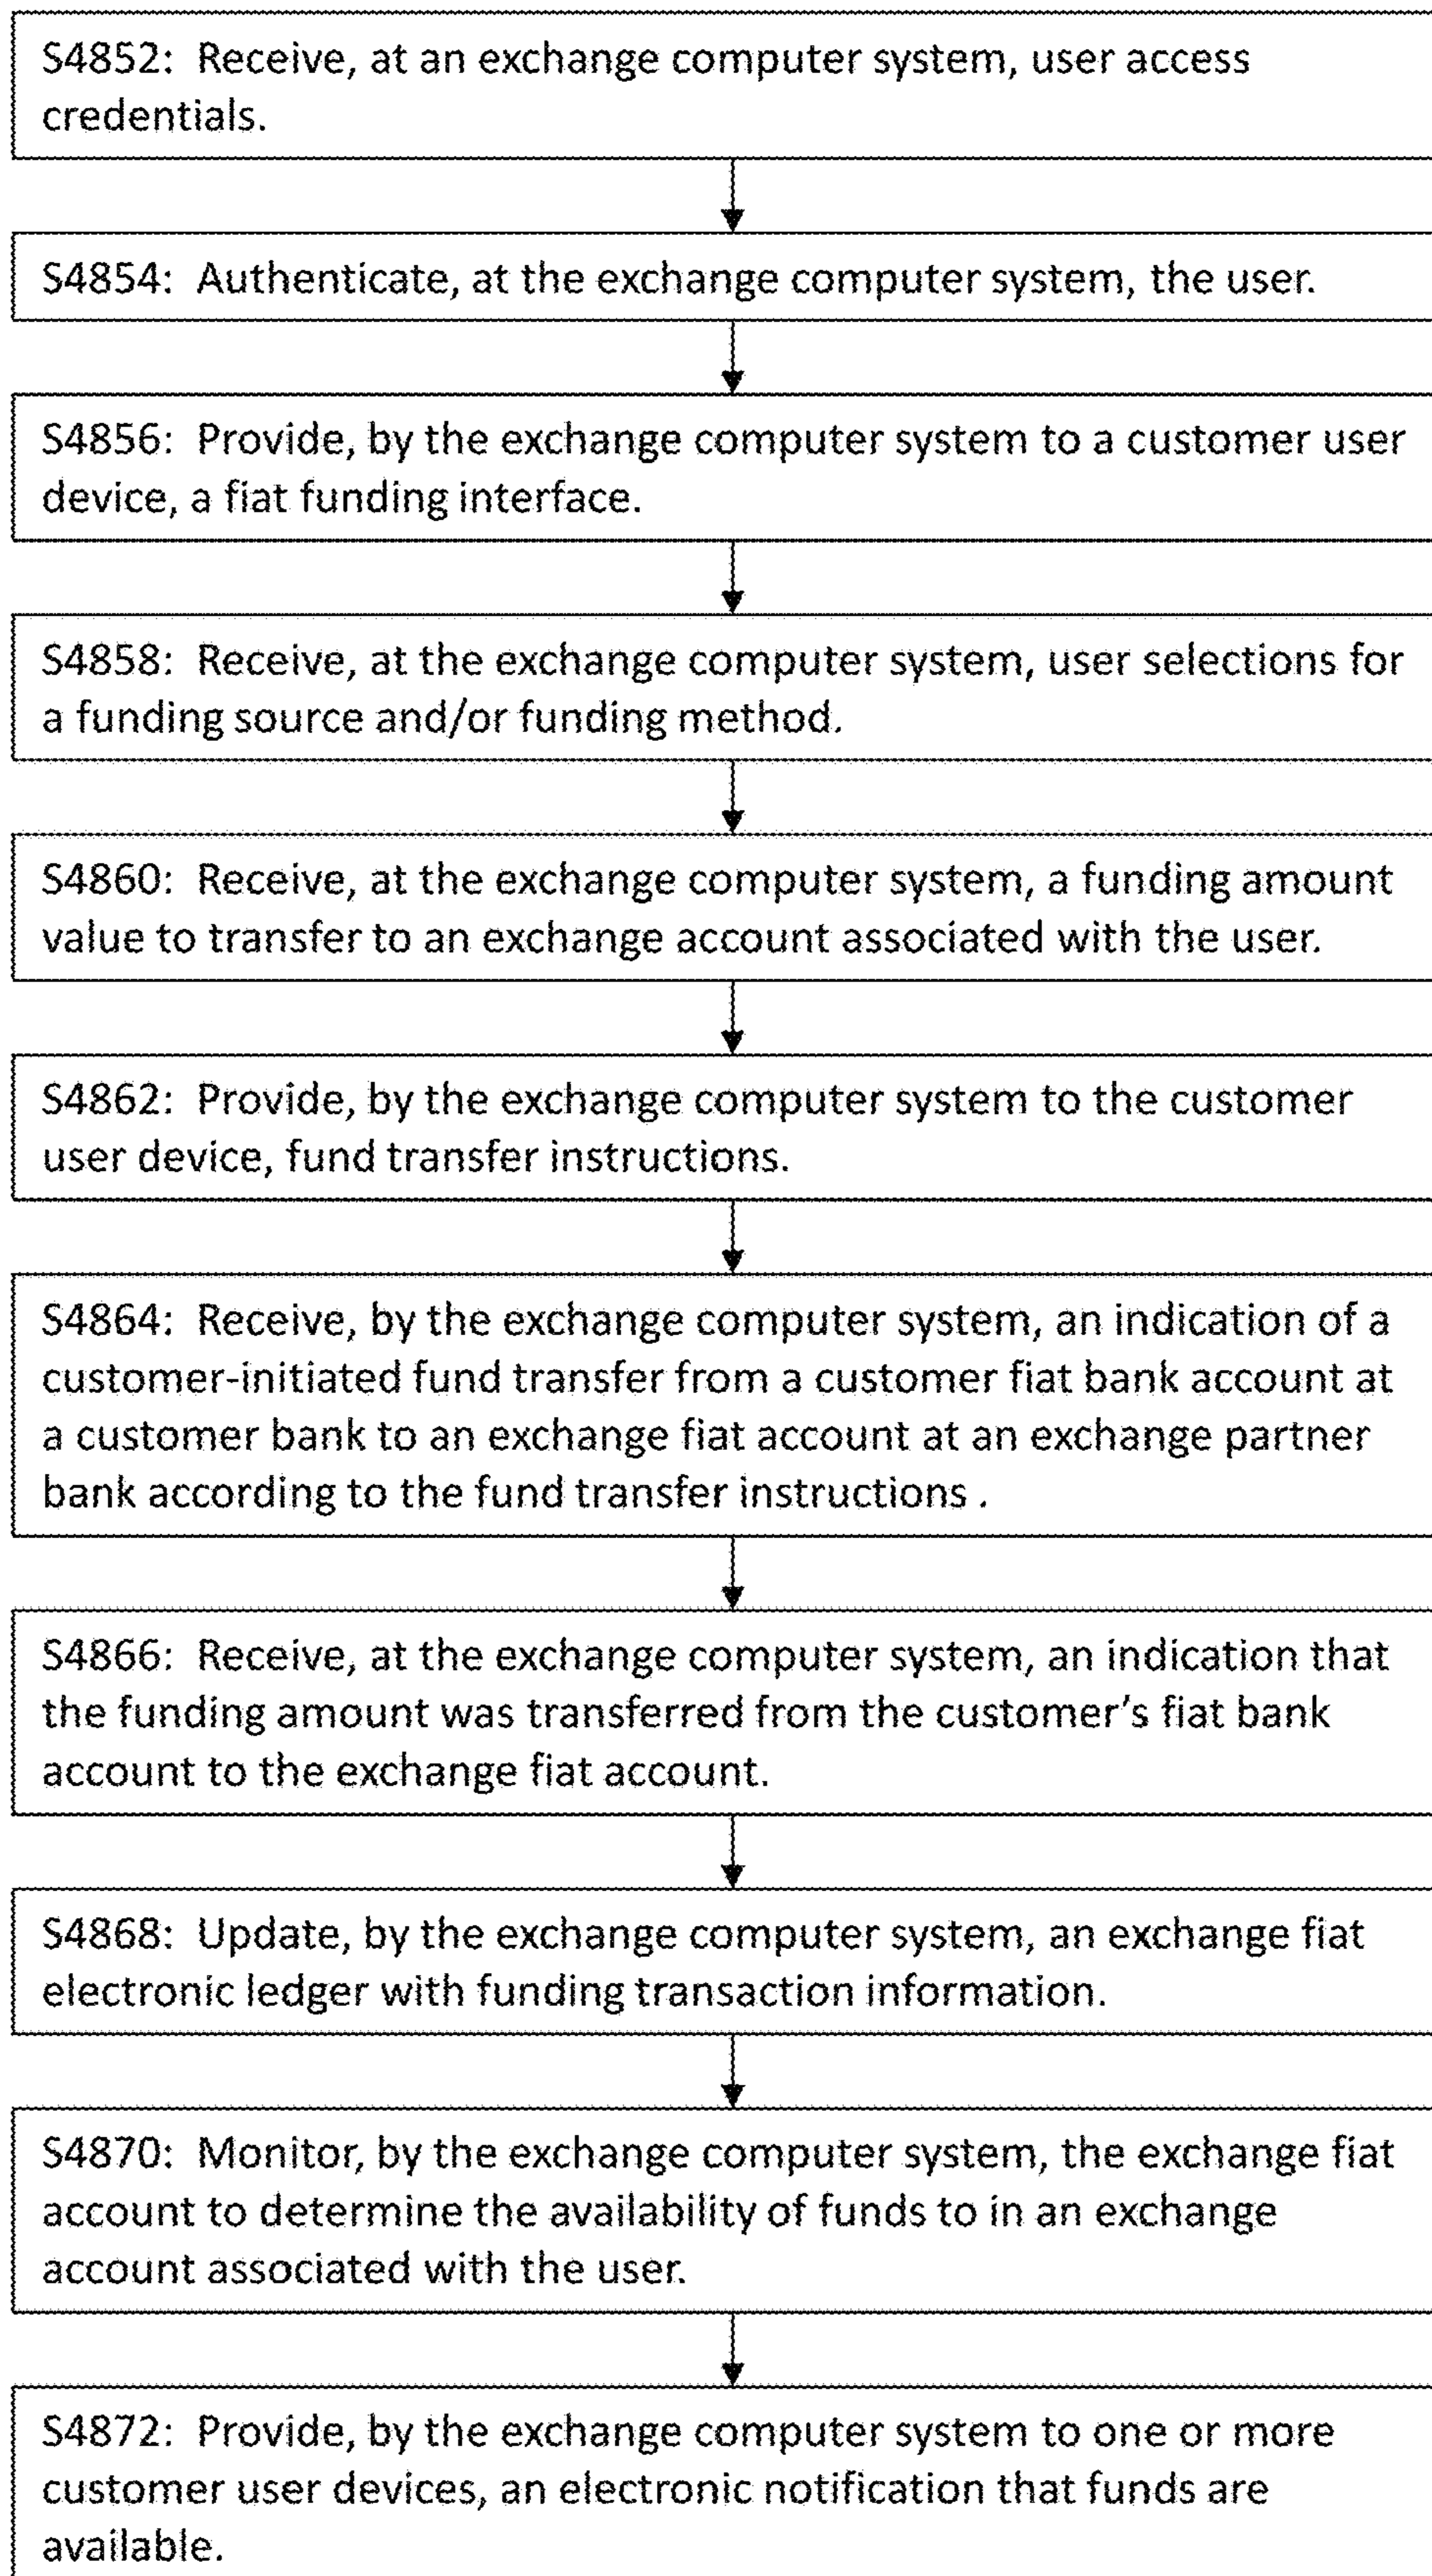 S4852: Receive, at an exchange computer system, user access
credentials.
S4854: Authenticate, at the exchange computer system, the user.
S4856: Provide, by the exchange computer system to a customer user
device, a fiat funding interface.
S4858: Receive, at the exchange computer system, user selections for
a funding source and/or funding method.
S4860: Receive, at the exchange computer system, a funding amount
value to transfer to an exchange account associated with the user.
S4862: Provide, by the exchange computer system to the customer
user device, fund transfer instructions.
S4864: Receive, by the exchange computer system, an indication of a
customer-initiated fund transfer from a customer fiat bank account at
a customer bank to an exchange fiat account at an exchange partner
bank according to the fund transfer instructions .
S4866: Receive, at the exchange computer system, an indication that
the funding amount was transferred from the customer's fiat bank
account to the exchange fiat account.
S4868: Update, by the exchange computer system, an exchange fiat
electronic ledger with funding transaction information.
S4870: Monitor, by the exchange computer system, the exchange fiat
account to determine the availability of funds to in an exchange
account associated with the user.
S4872: Provide, by the exchange computer system to one or more
customer user devices, an electronic notification that funds are
available.